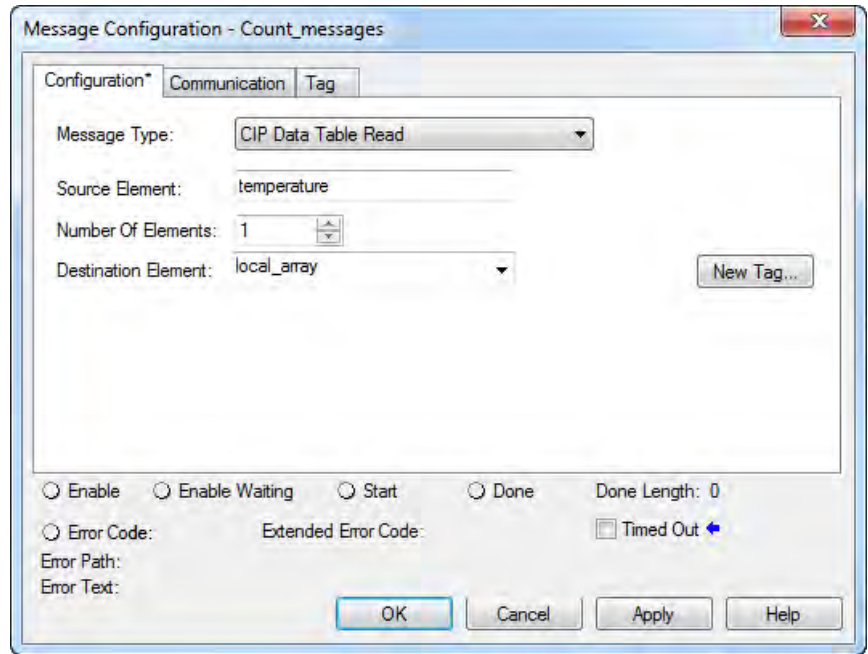 Message Configuration - Count_messages
Configuration* Communication Tag
Message Type: CIP Data Table Read
Source Element: temperature
Number Of Elements: 1
Destination Element: local_array New Tag...
Enable Enable Waiting Start Done Done Length: 0
Error Code: Extended Error Code: Timed Out
Error Path:
Error Text:
OK Cancel Apply Help